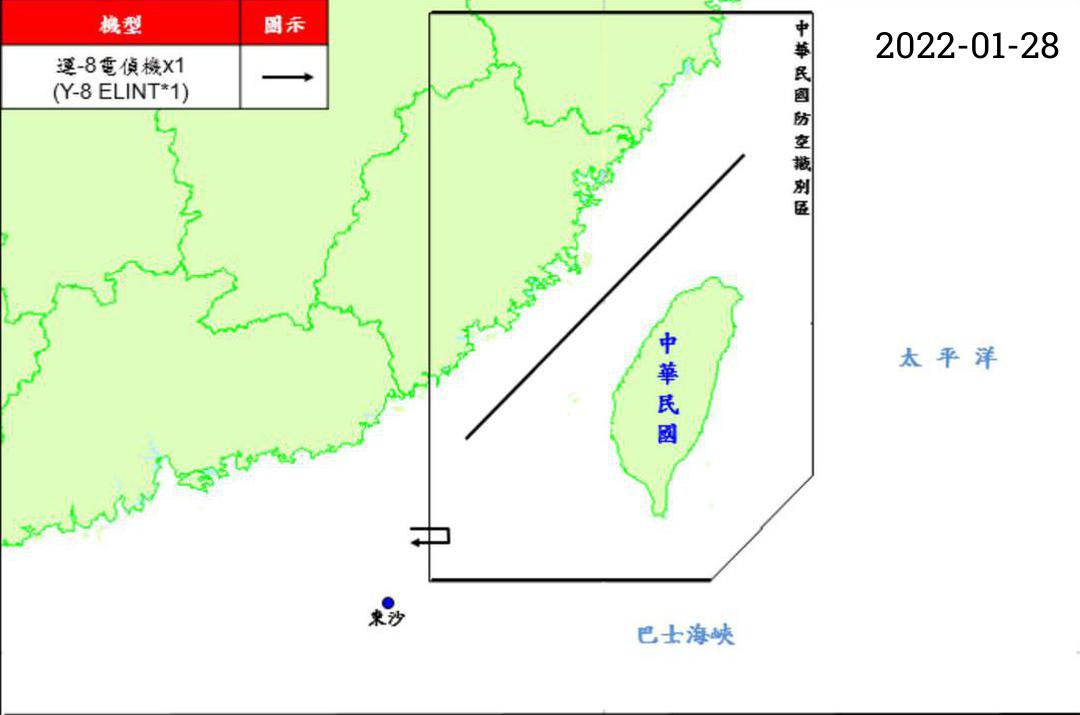 機型
圖示
運-8電偵機x1
(Y-8 ELINT*1)
2022-01-28
中華民國防空識別區
中華民國
太平洋
東沙
巴士海峽